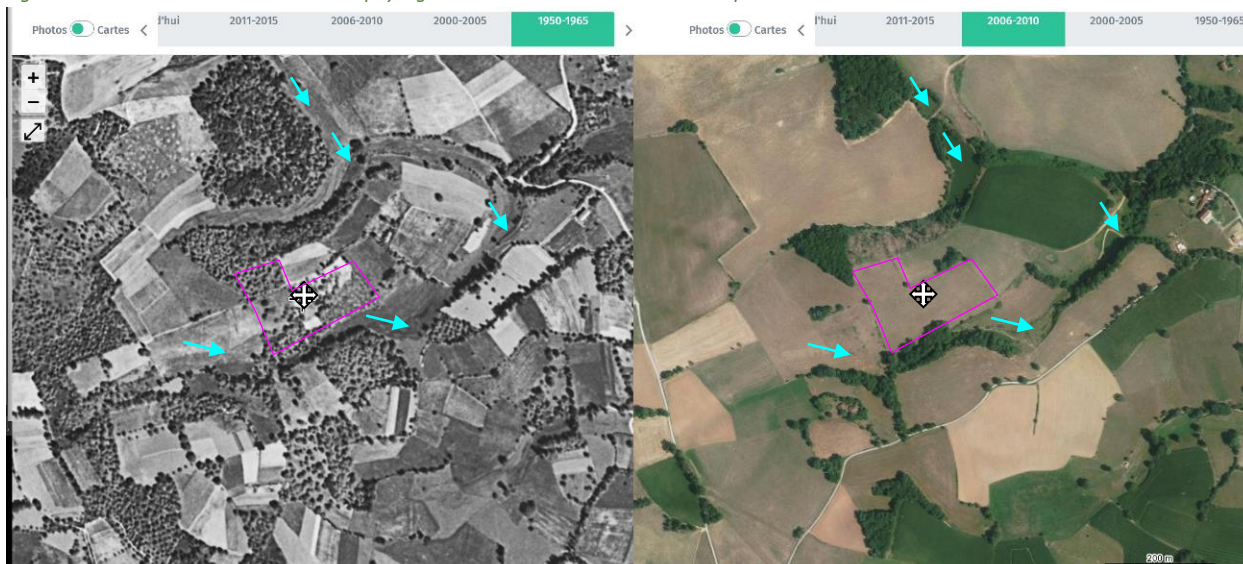 Photos Cartes < d'hui 2011-2015 2006-2010 2000-2005 1950-1965 >
Photos Cartes < 'hui 2011-2015 2006-2010 2000-2005 1950-1965
+
−
200 m